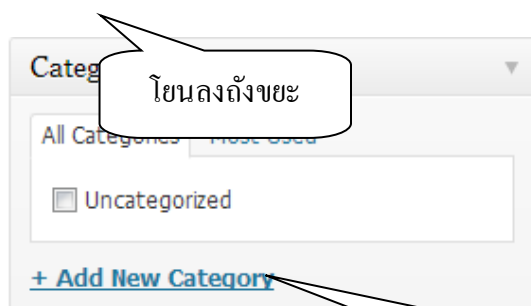 Categ
โยนลงถังขยะ
All Categories
Most Used
Uncategorized
+ Add New Category